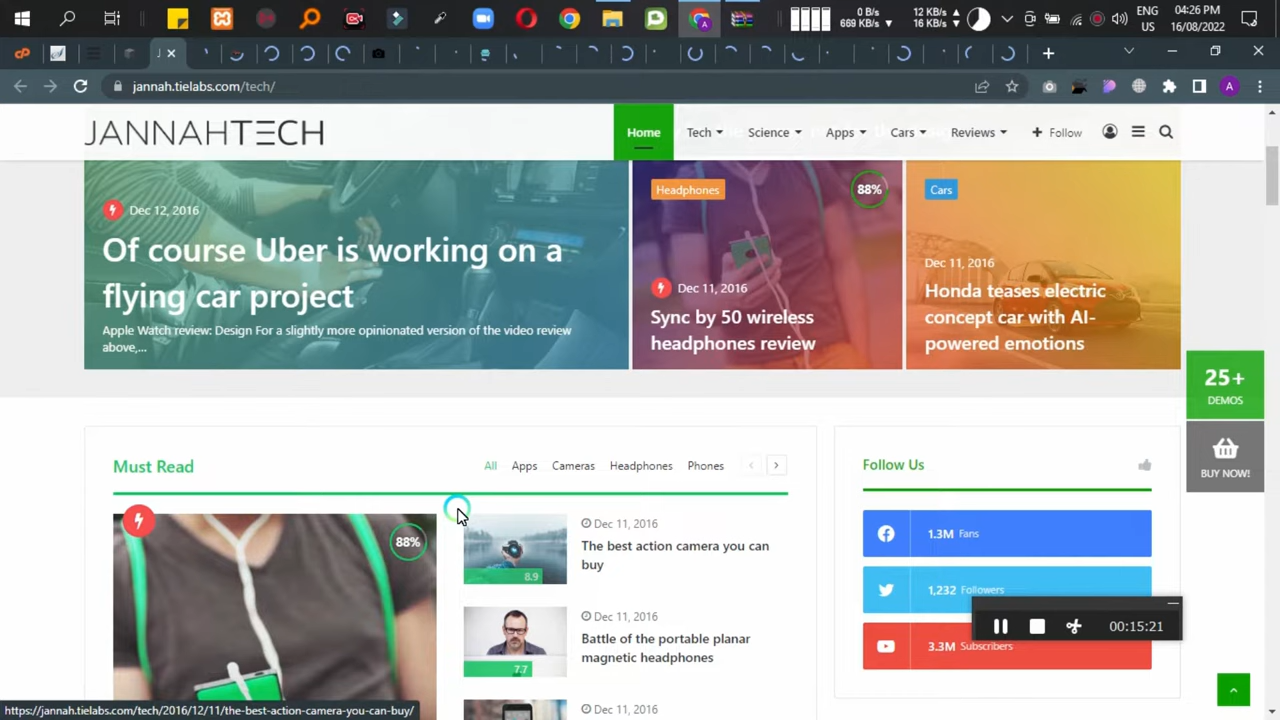 ENG
US
04:26 PM
16/08/2022
0 B/s
669 KB/s
12 KB/s
16 KB/s
jannah.tielabs.com/tech/
A
JANNAHTECH
Home
Tech
Science
Apps
Cars
Reviews
Follow
Dec 12, 2016
Of course Uber is working on a
flying car project
Apple Watch review: Design For a slightly more opinionated version of the video review
above,...
Headphones
88%
Dec 11, 2016
Sync by 50 wireless
headphones review
Cars
Dec 11, 2016
Honda teases electric
concept car with AI-
powered emotions
25+
DEMOS
BUY NOW!
Must Read
All
Apps
Cameras
Headphones
Phones
88%
Dec 11, 2016
The best action camera you can
buy
8.9
Dec 11, 2016
Battle of the portable planar
magnetic headphones
7.7
Dec 11, 2016
Follow Us
1.3M Fans
1,232 Followers
3.3M Subscribers
00:15:21
https://jannah.tielabs.com/tech/2016/12/11/the-best-action-camera-you-can-buy/